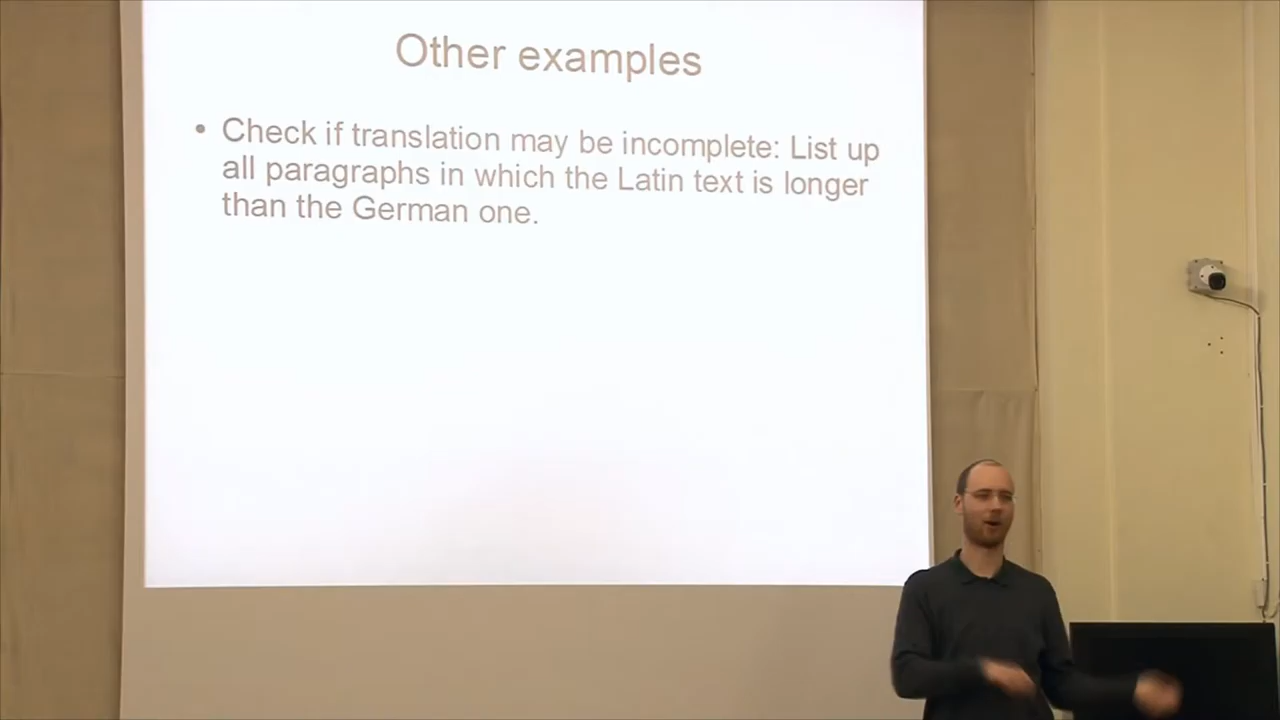 Other examples
• Check if translation may be incomplete: List up
all paragraphs in which the Latin text is longer
than the German one.